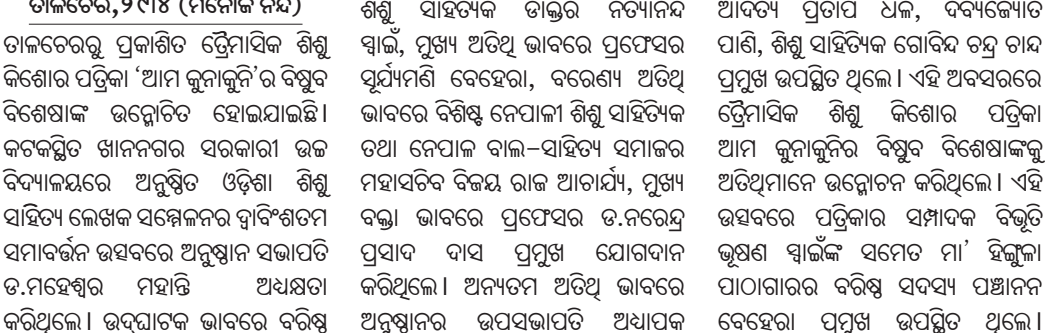 ତାଳଚେର,୨୯ା୪ (ମନୋଜ ନନ୍ଦ)
ତାଳଚେରରୁ ପ୍ରକାଶିତ ତ୍ରୈମାସିକ ଶିଶୁ
କିଶୋର ପତ୍ରିକା ‘ଆମ କୁନାକୁନି’ର ବିଷୁବ
ବିଶେଷାଙ୍କ ଉନ୍ମୋଚିତ ହୋଇଯାଇଛି।
କଟକସ୍ଥିତ ଖାନନଗର ସରକାରୀ ଉଚ୍ଚ
ବିଦ୍ୟାଳୟରେ ଅନୁଷ୍ଠିତ ଓଡ଼ିଶା ଶିଶୁ
ସାହିତ୍ୟ ଲେଖକ ସମ୍ମେଳନର ଦ୍ୱାବିଂଶତମ
ସମାବର୍ତ୍ତନ ଉତ୍ସବରେ ଅନୁଷ୍ଠାନ ସଭାପତି
ଡ.ମହେଶ୍ୱର ମହାନ୍ତି ଅଧ୍ୟକ୍ଷତା
କରିଥିଲେ। ଉଦ୍‌ଘାଟକ ଭାବରେ ବରିଷ୍ଠ
ଶିଶୁ ସାହିତ୍ୟିକ ଡାକ୍ତର ନିତ୍ୟାନନ୍ଦ
ସ୍ୱାଇଁ, ମୁଖ୍ୟ ଅତିଥି ଭାବରେ ପ୍ରଫେସର
ସୂର୍ଯ୍ୟମଣି ବେହେରା, ବରେଣ୍ୟ ଅତିଥି
ଭାବରେ ବିଶିଷ୍ଟ ନେପାଳୀ ଶିଶୁ ସାହିତ୍ୟିକ
ତଥା ନେପାଳ ବାଲ-ସାହିତ୍ୟ ସମାଜର
ମହାସଚିବ ବିଜୟ ରାଜ ଆଚାର୍ଯ୍ୟ, ମୁଖ୍ୟ
ବକ୍ତା ଭାବରେ ପ୍ରଫେସର ଡ.ନରେନ୍ଦ୍ର
ପ୍ରସାଦ ଦାସ ପ୍ରମୁଖ ଯୋଗଦାନ
କରିଥିଲେ। ଅନ୍ୟତମ ଅତିଥି ଭାବରେ
ଅନୁଷ୍ଠାନର ଉପସଭାପତି ଅଧ୍ୟାପକ
ଆଦିତ୍ୟ ପ୍ରତାପ ଧଳ, ଦିବ୍ୟଜ୍ୟୋତି
ପାଣି, ଶିଶୁ ସାହିତ୍ୟିକ ଗୋବିନ୍ଦ ଚନ୍ଦ୍ର ଚାନ୍ଦ
ପ୍ରମୁଖ ଉପସ୍ଥିତ ଥିଲେ। ଏହି ଅବସରରେ
ତ୍ରୈମାସିକ ଶିଶୁ କିଶୋର ପତ୍ରିକା
ଆମ କୁନାକୁନିର ବିଷୁବ ବିଶେଷାଙ୍କକୁ
ଅତିଥିମାନେ ଉନ୍ମୋଚନ କରିଥିଲେ। ଏହି
ଉତ୍ସବରେ ପତ୍ରିକାର ସମ୍ପାଦକ ବିଭୂତି
ଭୂଷଣ ସ୍ୱାଇଁଙ୍କ ସମେତ ମା’ ହିଙ୍ଗୁଳା
ପାଠାଗାରର ବରିଷ୍ଠ ସଦସ୍ୟ ପଞ୍ଚାନନ
ବେହେରା ପ୍ରମୁଖ ଉପସ୍ଥିତ ଥିଲେ।